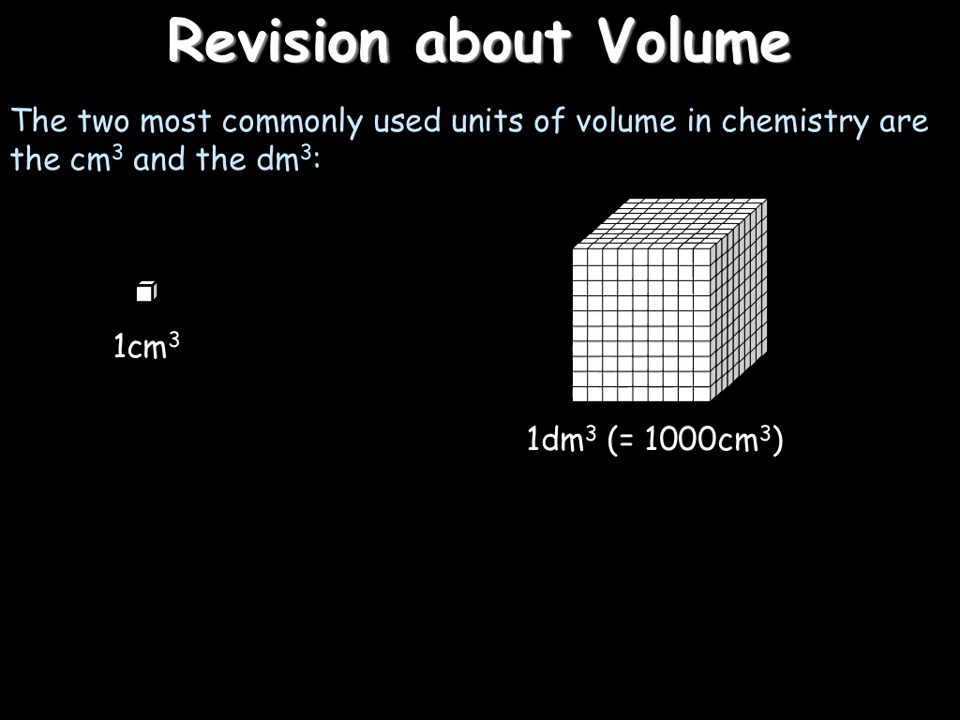 Revision about Volume
The two most commonly used units of volume in chemistry are
the cm³ and the dm³:
1cm³
1dm³ (= 1000cm³)